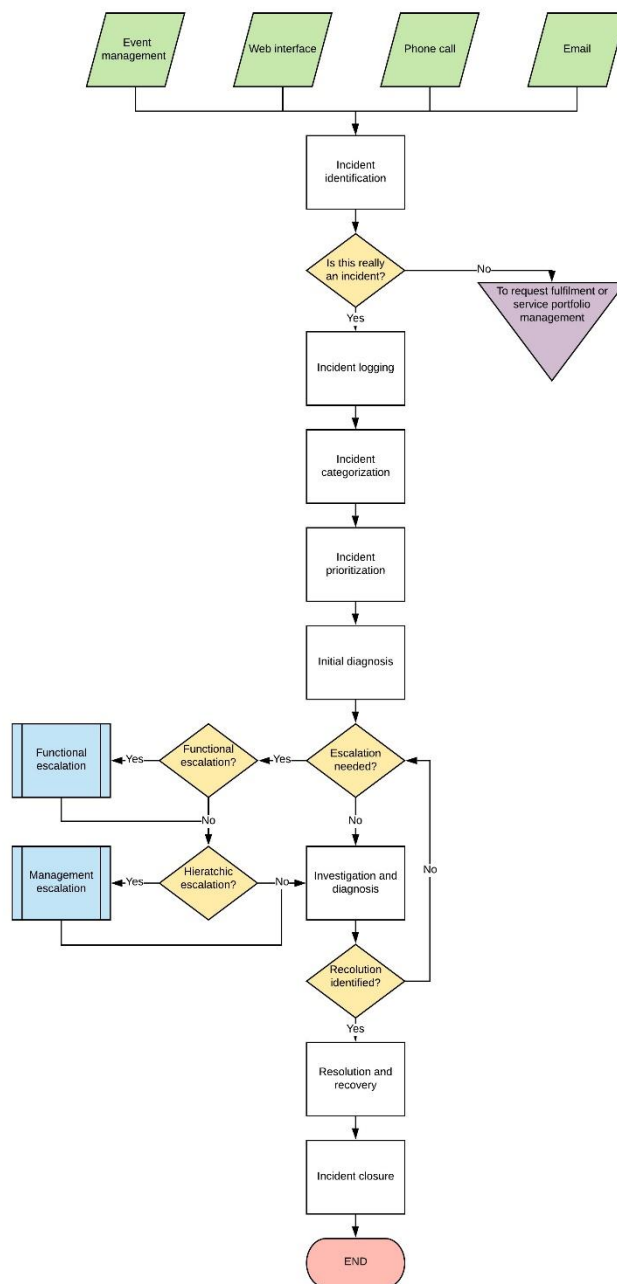 Event
management
Web interface
Phone call
Email
Incident
identification
Is this really
an incident?
No
To request fulfilment or
service portfolio
management
Yes
Incident logging
Incident
categorization
Incident
prioritization
Initial diagnosis
Functional
escalation
Yes
Functional
escalation?
Yes
Escalation
needed?
No
No
Management
escalation
Yes
Hieratchic
escalation?
No
Investigation and
diagnosis
No
Recolution
identified?
Yes
Resolution and
recovery
Incident closure
END